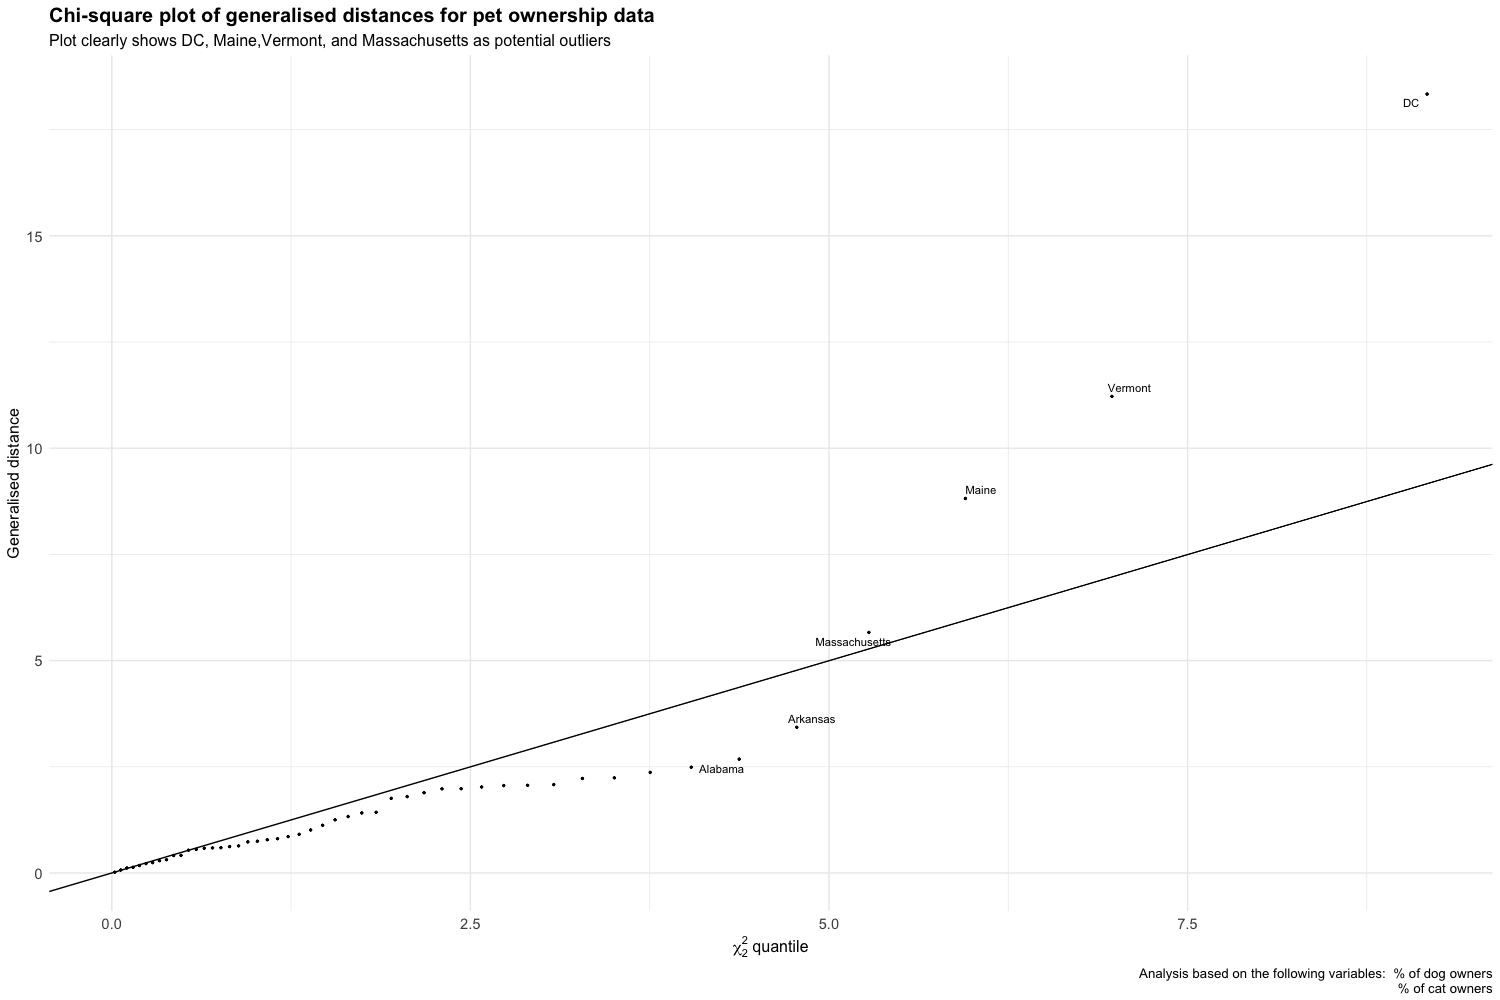 Chi-square plot of generalised distances for pet ownership data
Plot clearly shows DC, Maine,Vermont, and Massachusetts as potential outliers
DC
15
Vermont
Generalised distance
10
Maine
Massachusetts
5
Arkansas
Alabama
0
0.0 2.5 5.0 7.5
χ²₂ quantile
Analysis based on the following variables:  % of dog owners
% of cat owners